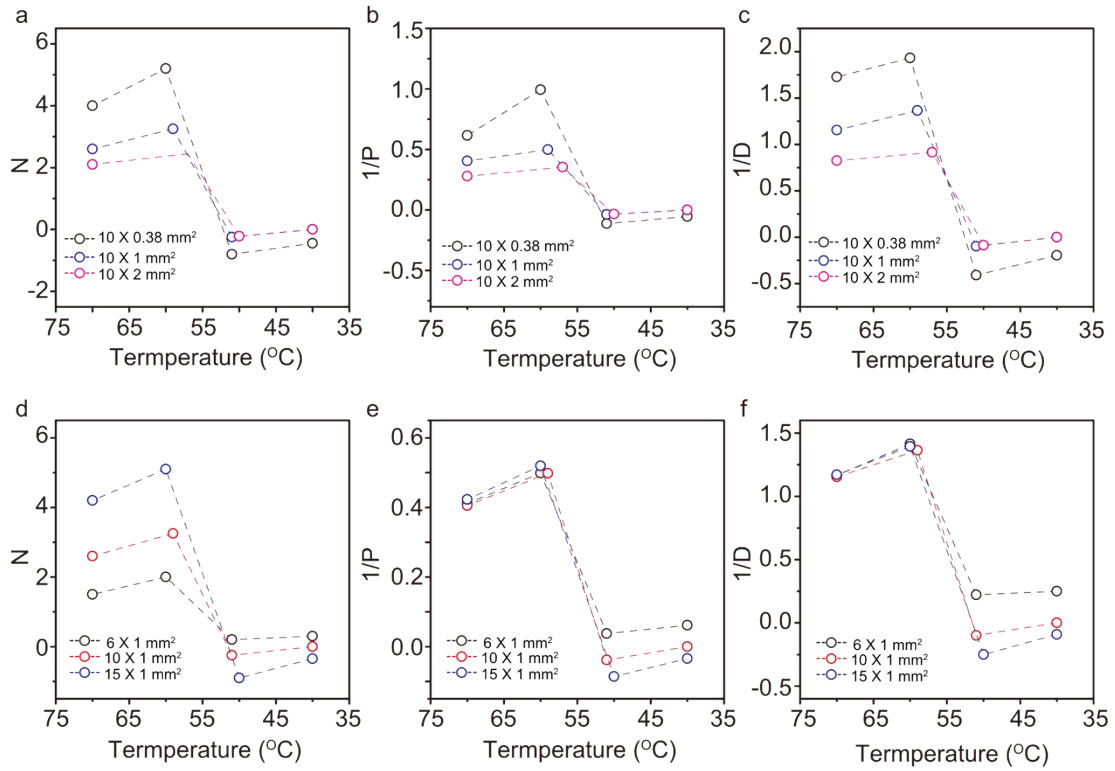 a
N
6
4
2
0
-2
10 X 0.38 mm²
10 X 1 mm²
10 X 2 mm²
75 65 55 45 35
Termperature (⁰C)
b
1/P
1.5
1.0
0.5
0.0
-0.5
10 X 0.38 mm²
10 X 1 mm²
10 X 2 mm²
75 65 55 45 35
Termperature (⁰C)
c
1/D
2.0
1.5
1.0
0.5
0.0
-0.5
10 X 0.38 mm²
10 X 1 mm²
10 X 2 mm²
75 65 55 45 35
Termperature (⁰C)
d
N
6
4
2
0
6 X 1 mm²
10 X 1 mm²
15 X 1 mm²
75 65 55 45 35
Termperature (⁰C)
e
1/P
0.6
0.4
0.2
0.0
6 X 1 mm²
10 X 1 mm²
15 X 1 mm²
75 65 55 45 35
Termperature (⁰C)
f
1/D
1.5
1.0
0.5
0.0
-0.5
6 X 1 mm²
10 X 1 mm²
15 X 1 mm²
75 65 55 45 35
Termperature (⁰C)